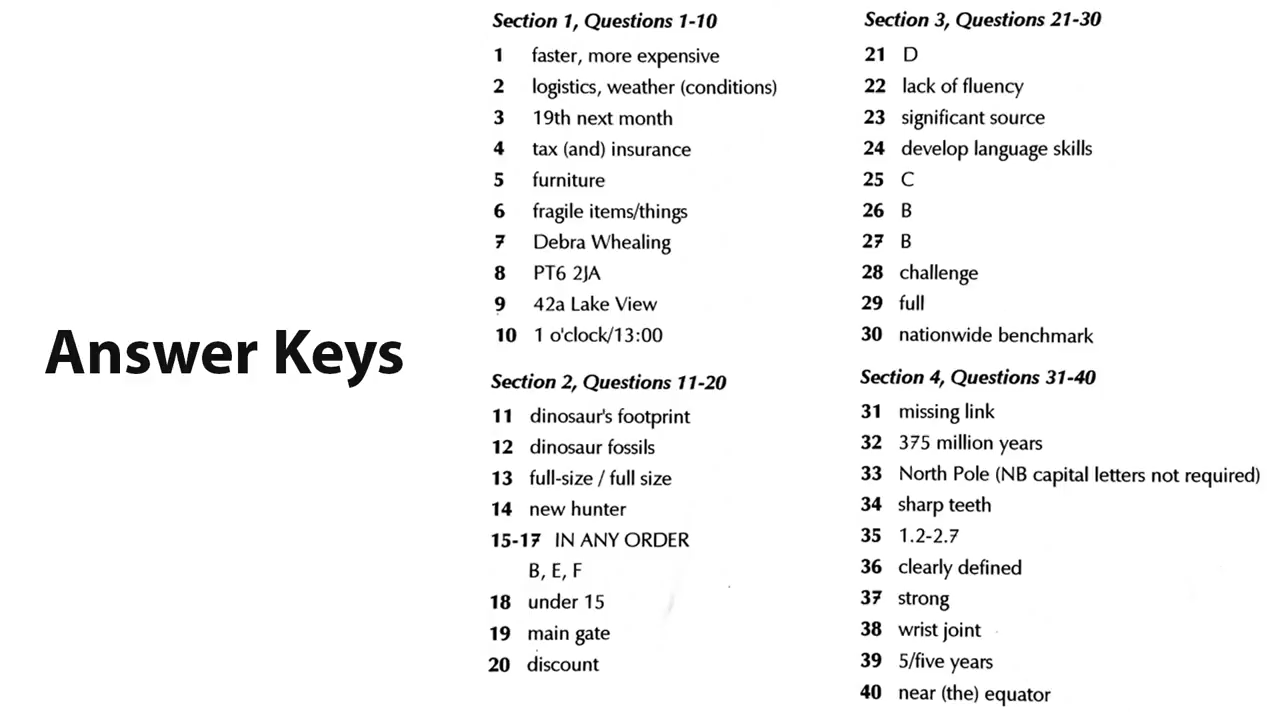 Answer Keys
Section 1, Questions 1-10
1 faster, more expensive
2 logistics, weather (conditions)
3 19th next month
4 tax (and) insurance
5 furniture
6 fragile items/things
7 Debra Whealing
8 PT6 2JA
9 42a Lake View
10 1 o'clock/13:00
Section 2, Questions 11-20
11 dinosaur's footprint
12 dinosaur fossils
13 full-size / full size
14 new hunter
15-17 IN ANY ORDER
B, E, F
18 under 15
19 main gate
20 discount
Section 3, Questions 21-30
21 D
22 lack of fluency
23 significant source
24 develop language skills
25 C
26 B
27 B
28 challenge
29 full
30 nationwide benchmark
Section 4, Questions 31-40
31 missing link
32 375 million years
33 North Pole (NB capital letters not required)
34 sharp teeth
35 1.2-2.7
36 clearly defined
37 strong
38 wrist joint
39 5/five years
40 near (the) equator